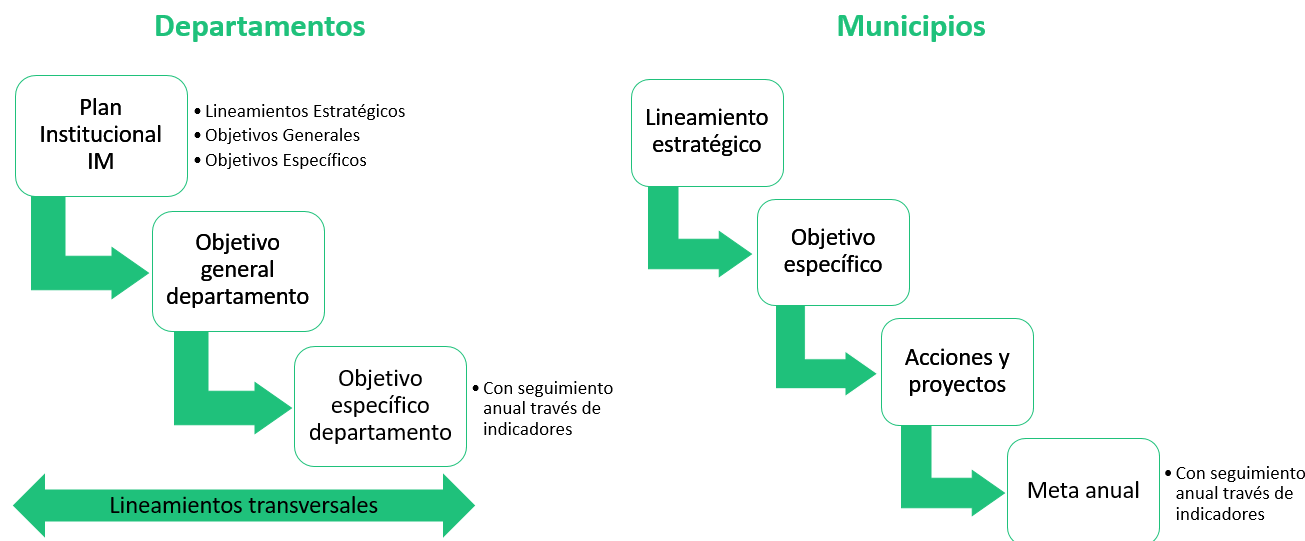 Departamentos
Plan
Institucional
IM
• Lineamientos Estratégicos
• Objetivos Generales
• Objetivos Específicos
Objetivo
general
departamento
Objetivo
específico
departamento
• Con seguimiento
anual través de
indicadores
Lineamientos transversales
Municipios
Lineamiento
estratégico
Objetivo
específico
Acciones y
proyectos
Meta anual
• Con seguimiento
anual través de
indicadores